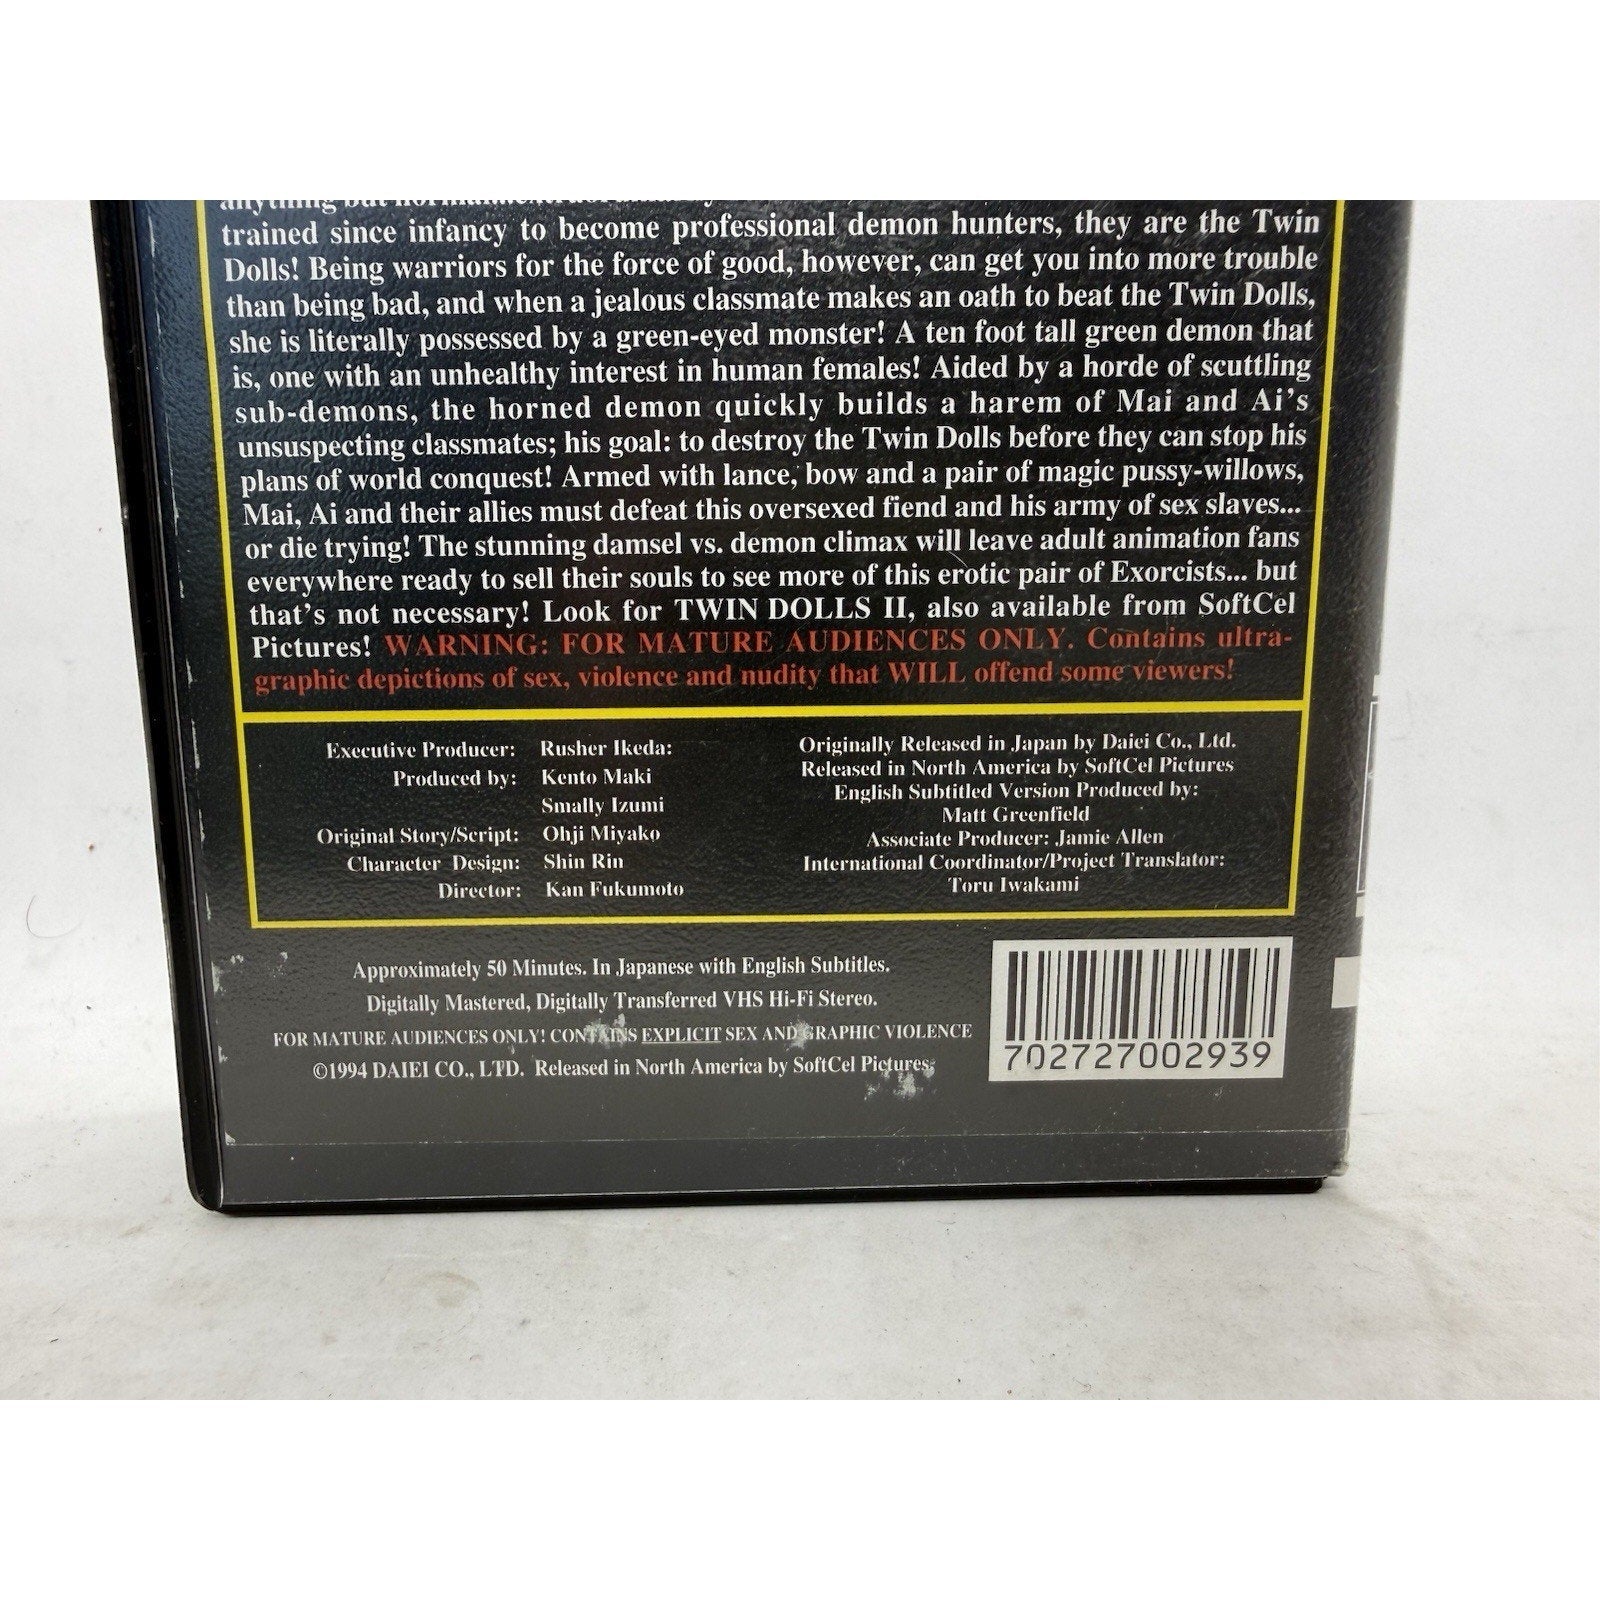 anything but normal...
trained since infancy to become professional demon hunters, they are the Twin
Dolls! Being warriors for the force of good, however, can get you into more trouble
than being bad, and when a jealous classmate makes an oath to beat the Twin Dolls,
she is literally possessed by a green-eyed monster! A ten foot tall green demon that
is, one with an unhealthy interest in human females! Aided by a horde of scuttling
sub-demons, the horned demon quickly builds a harem of Mai and Ai's
unsuspecting classmates; his goal: to destroy the Twin Dolls before they can stop his
plans of world conquest! Armed with lance, bow and a pair of magic pussy-willows,
Mai, Ai and their allies must defeat this oversexed fiend and his army of sex slaves...
or die trying! The stunning damsel vs. demon climax will leave adult animation fans
everywhere ready to sell their souls to see more of this erotic pair of Exorcists... but
that's not necessary! Look for TWIN DOLLS II, also available from SoftCel
Pictures! WARNING: FOR MATURE AUDIENCES ONLY. Contains ultra-
graphic depictions of sex, violence and nudity that WILL offend some viewers!
Executive Producer: Rusher Ikeda:
Produced by: Kento Maki
Smally Izumi
Original Story/Script: Ohji Miyako
Character Design: Shin Rin
Director: Kan Fukumoto
Originally Released in Japan by Daiei Co., Ltd.
Released in North America by SoftCel Pictures
English Subtitled Version Produced by:
Matt Greenfield
Associate Producer: Jamie Allen
International Coordinator/Project Translator:
Toru Iwakami
Approximately 50 Minutes. In Japanese with English Subtitles.
Digitally Mastered, Digitally Transferred VHS Hi-Fi Stereo.
FOR MATURE AUDIENCES ONLY! CONTAINS EXPLICIT SEX AND GRAPHIC VIOLENCE
©1994 DAIEI CO., LTD. Released in North America by SoftCel Pictures.
702727002939